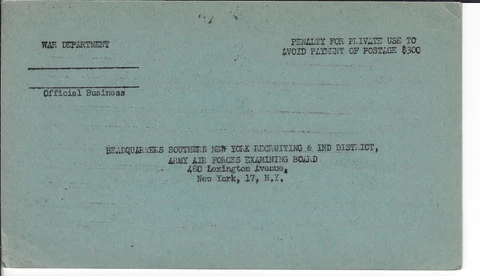 WAR DEPARTMENT
PENALTY FOR PRIVATE USE TO
AVOID PAYMENT OF POSTAGE $300
Official Business
HEADQUARTERS SOUTHERN NEW YORK RECRUITING & IND DISTRICT,
ARMY AIR FORCES EXAMINING BOARD
480 Lexington Avenue,
New York, 17, N.Y.